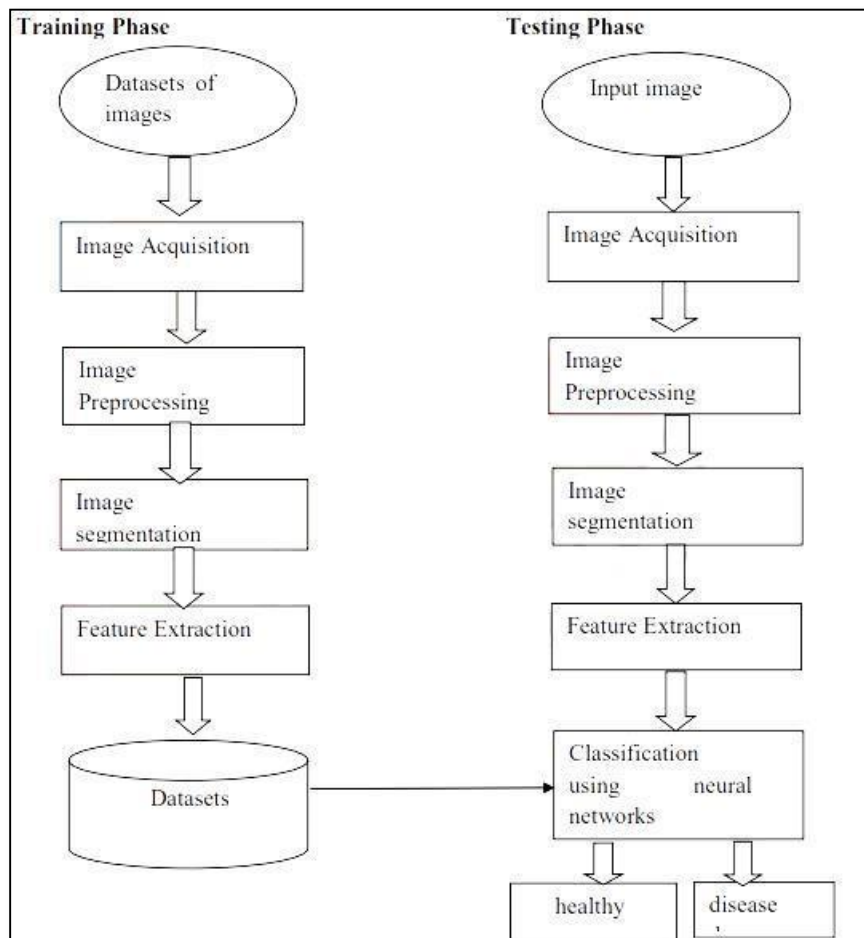 Training Phase
Datasets of
images
Image Acquisition
Image
Preprocessing
Image
segmentation
Feature Extraction
Datasets
Testing Phase
Input image
Image Acquisition
Image
Preprocessing
Image
segmentation
Feature Extraction
Classification
using neural
networks
healthy
disease